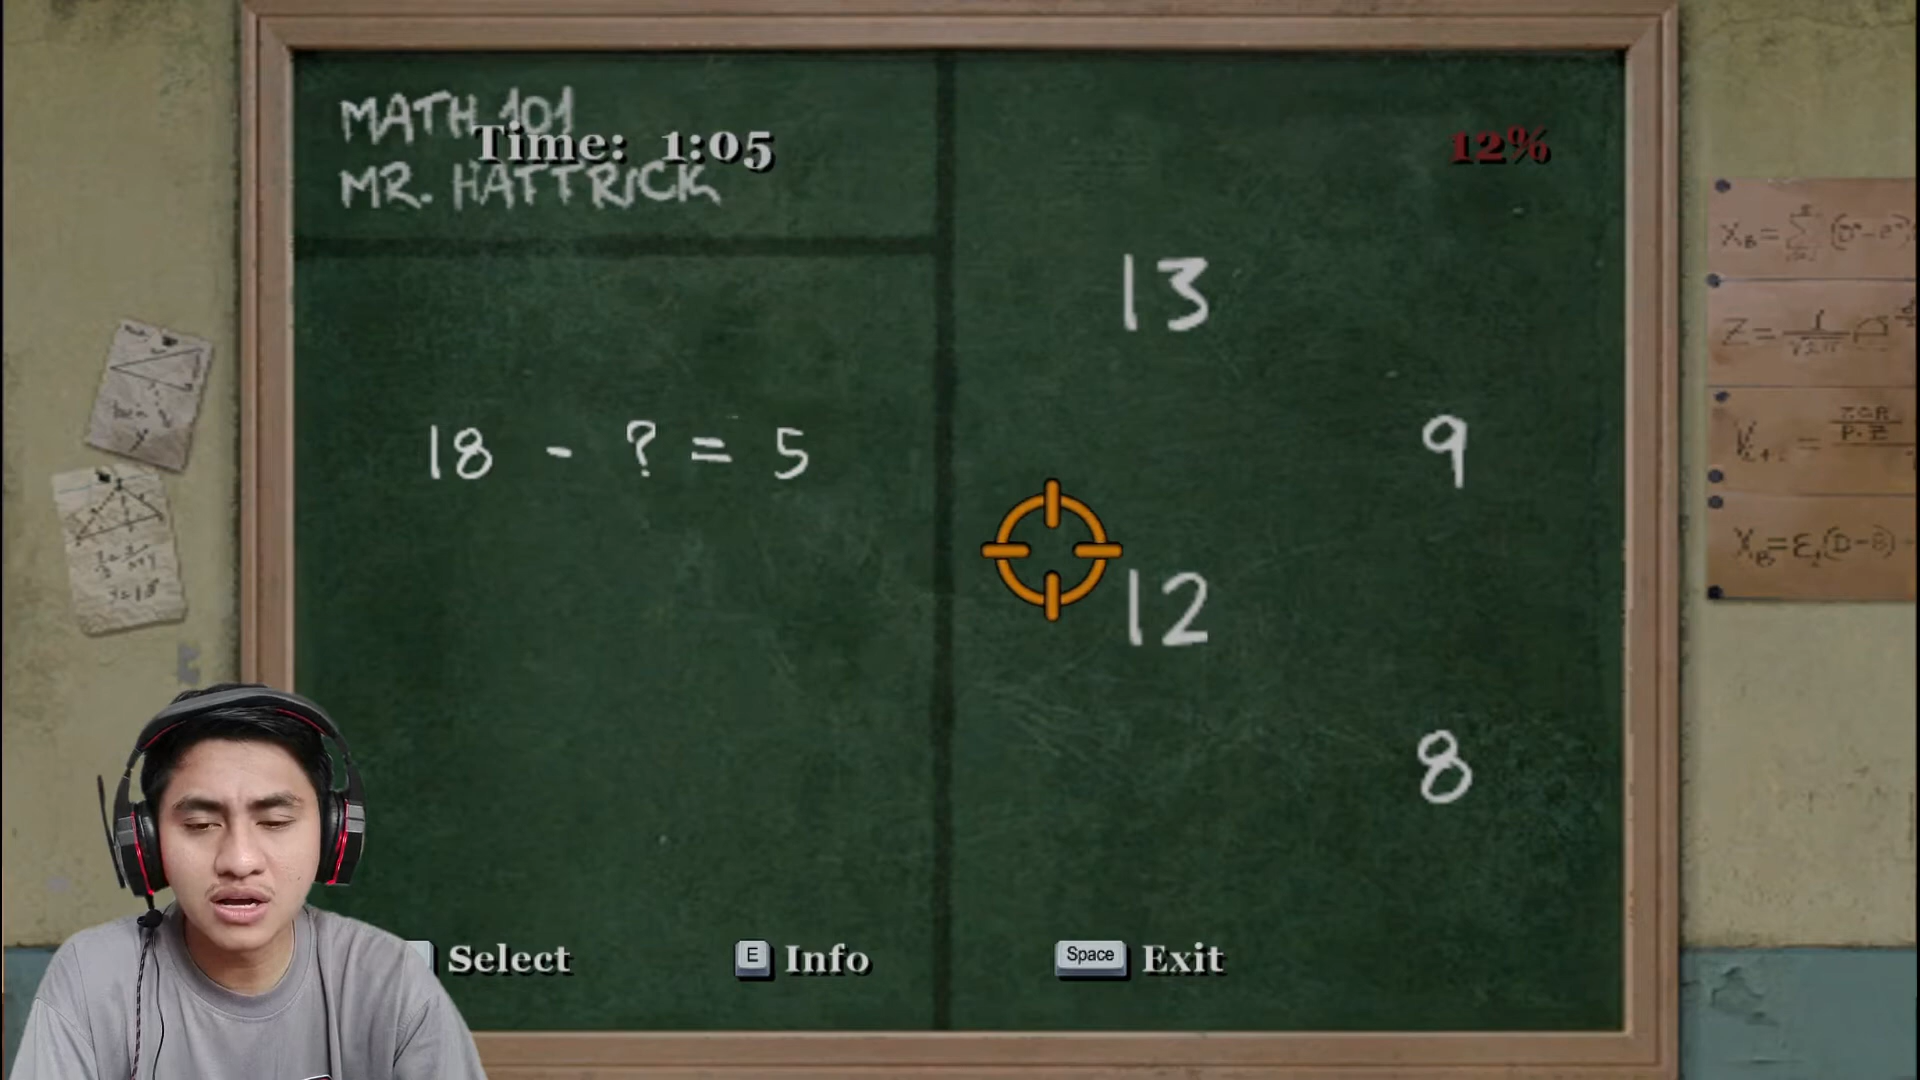 MATH 101
Time: 1:05
12%
MR. HATTRICK
13
9
18 - ? = 5
12
8
Select
E Info
Space Exit